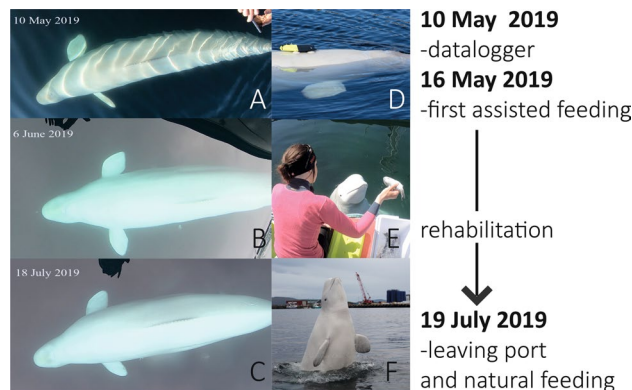 10 May 2019
A
D
6 June 2019
B
E
18 July 2019
C
F
10 May 2019
-datalogger
16 May 2019
-first assisted feeding
rehabilitation
19 July 2019
-leaving port
and natural feeding